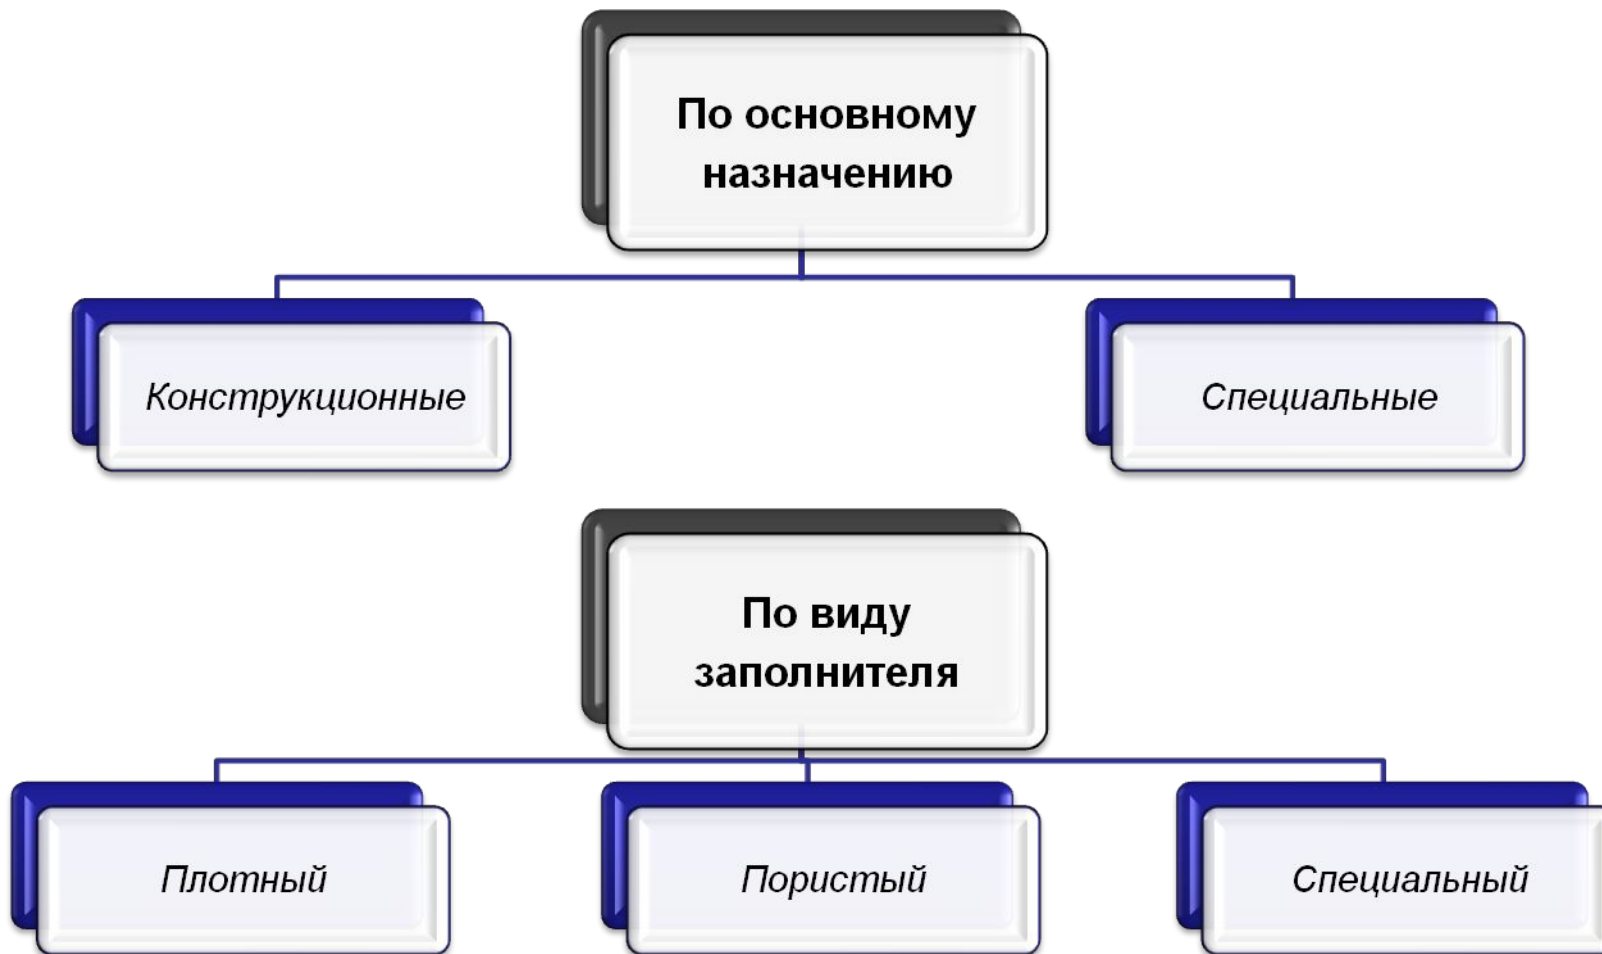 По основному
назначению
Конструкционные
Специальные
По виду
заполнителя
Плотный
Пористый
Специальный